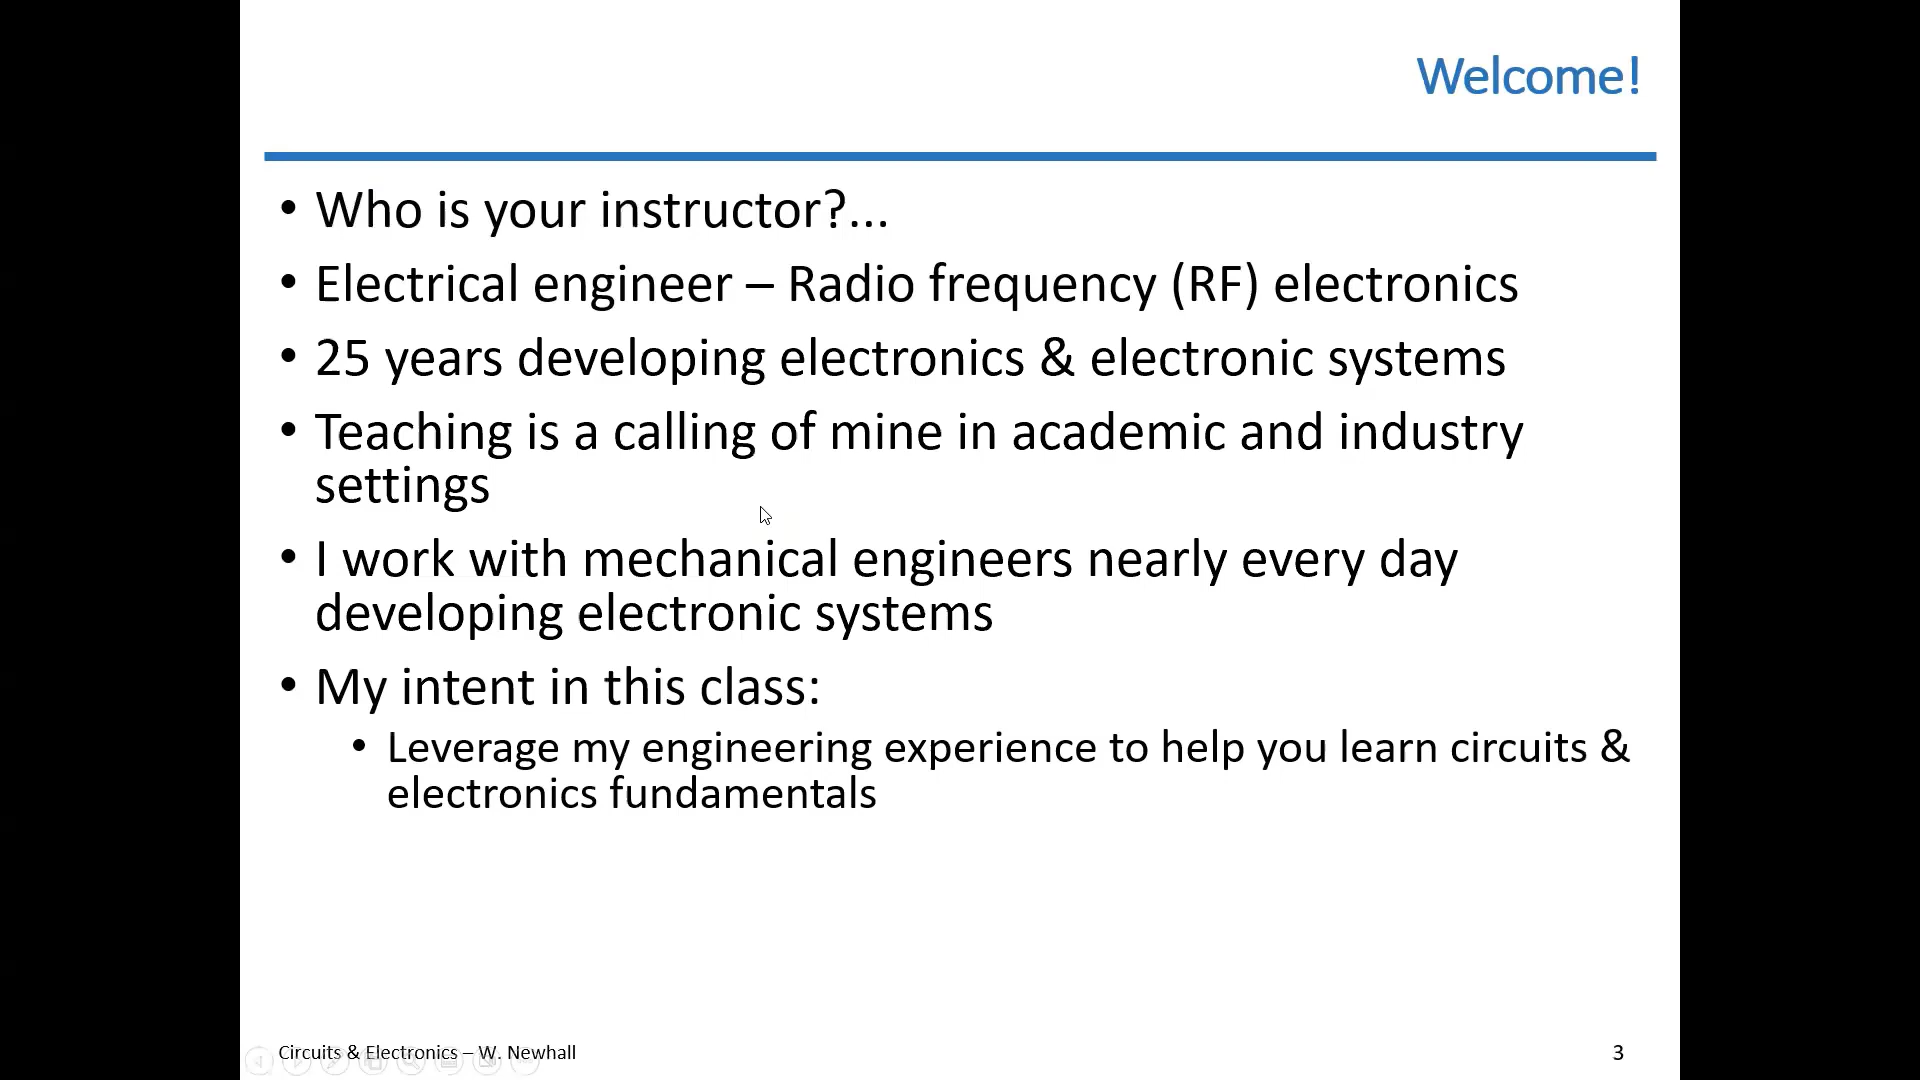 Welcome!
• Who is your instructor?...
• Electrical engineer – Radio frequency (RF) electronics
• 25 years developing electronics & electronic systems
• Teaching is a calling of mine in academic and industry
settings
• I work with mechanical engineers nearly every day
developing electronic systems
• My intent in this class:
• Leverage my engineering experience to help you learn circuits &
electronics fundamentals
Circuits & Electronics – W. Newhall
3